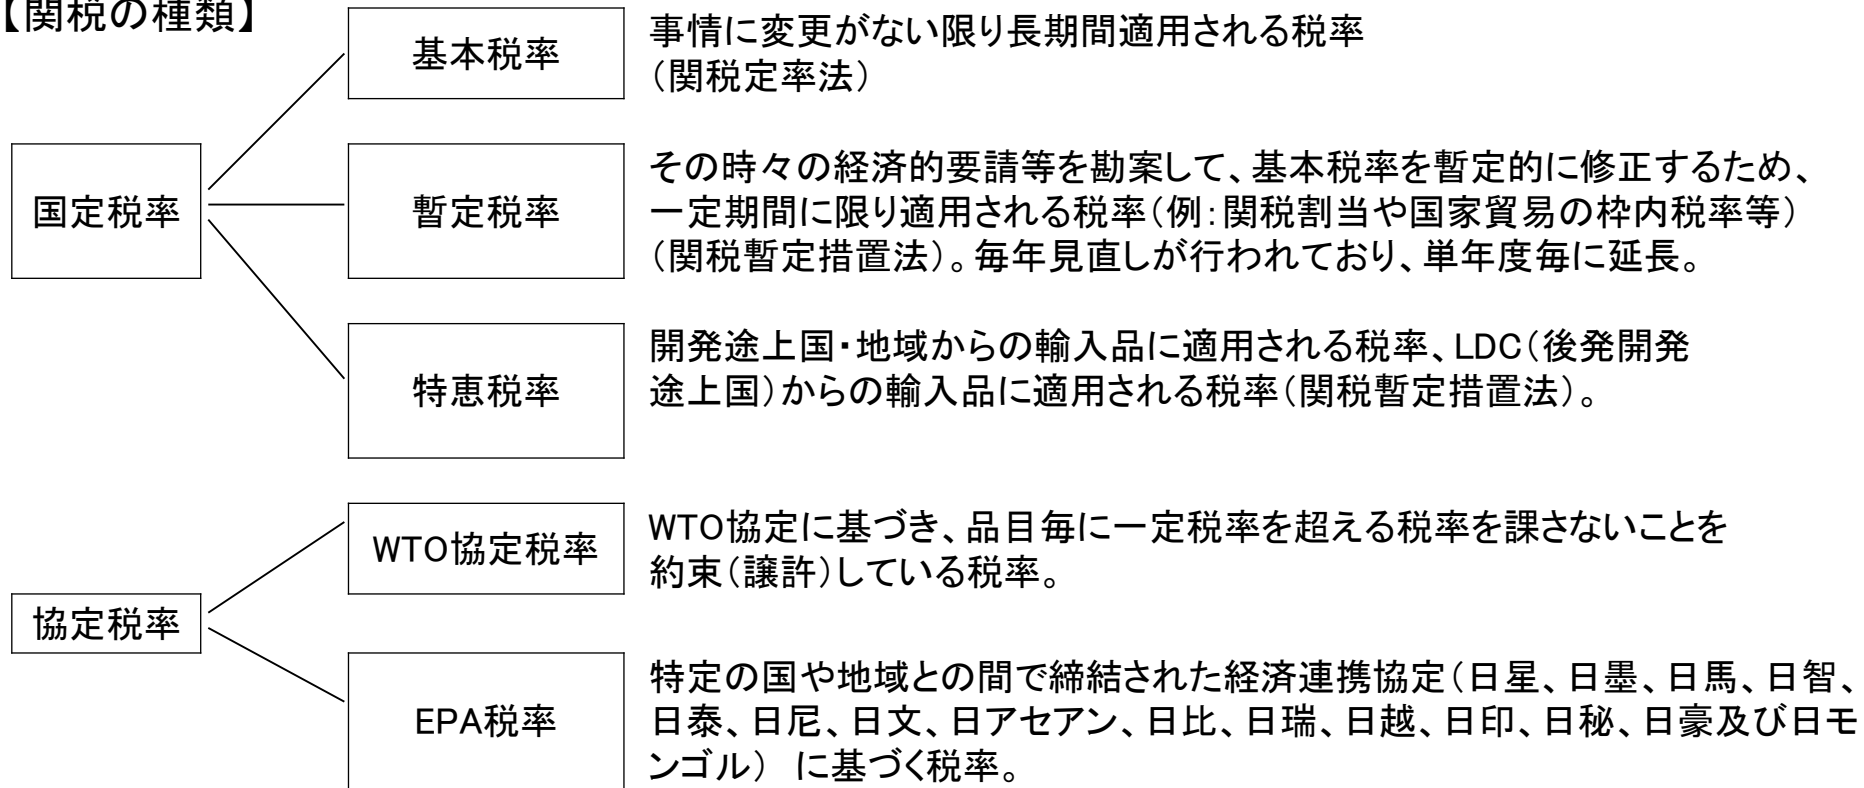 【関税の種類】
基本税率
事情に変更がない限り長期間適用される税率
（関税定率法）
国定税率
暫定税率
その時々の経済的要請等を勘案して、基本税率を暫定的に修正するため、
一定期間に限り適用される税率（例：関税割当や国家貿易の枠内税率等）
（関税暫定措置法）。毎年見直しが行われており、単年度毎に延長。
特恵税率
開発途上国・地域からの輸入品に適用される税率、LDC（後発開発
途上国）からの輸入品に適用される税率（関税暫定措置法）。
協定税率
WTO協定税率
WTO協定に基づき、品目毎に一定税率を超える税率を課さないことを
約束（譲許）している税率。
EPA税率
特定の国や地域との間で締結された経済連携協定（日星、日墨、日馬、日智、
日泰、日尼、日文、日アセアン、日比、日瑞、日越、日印、日秘、日豪及び日モ
ンゴル） に基づく税率。